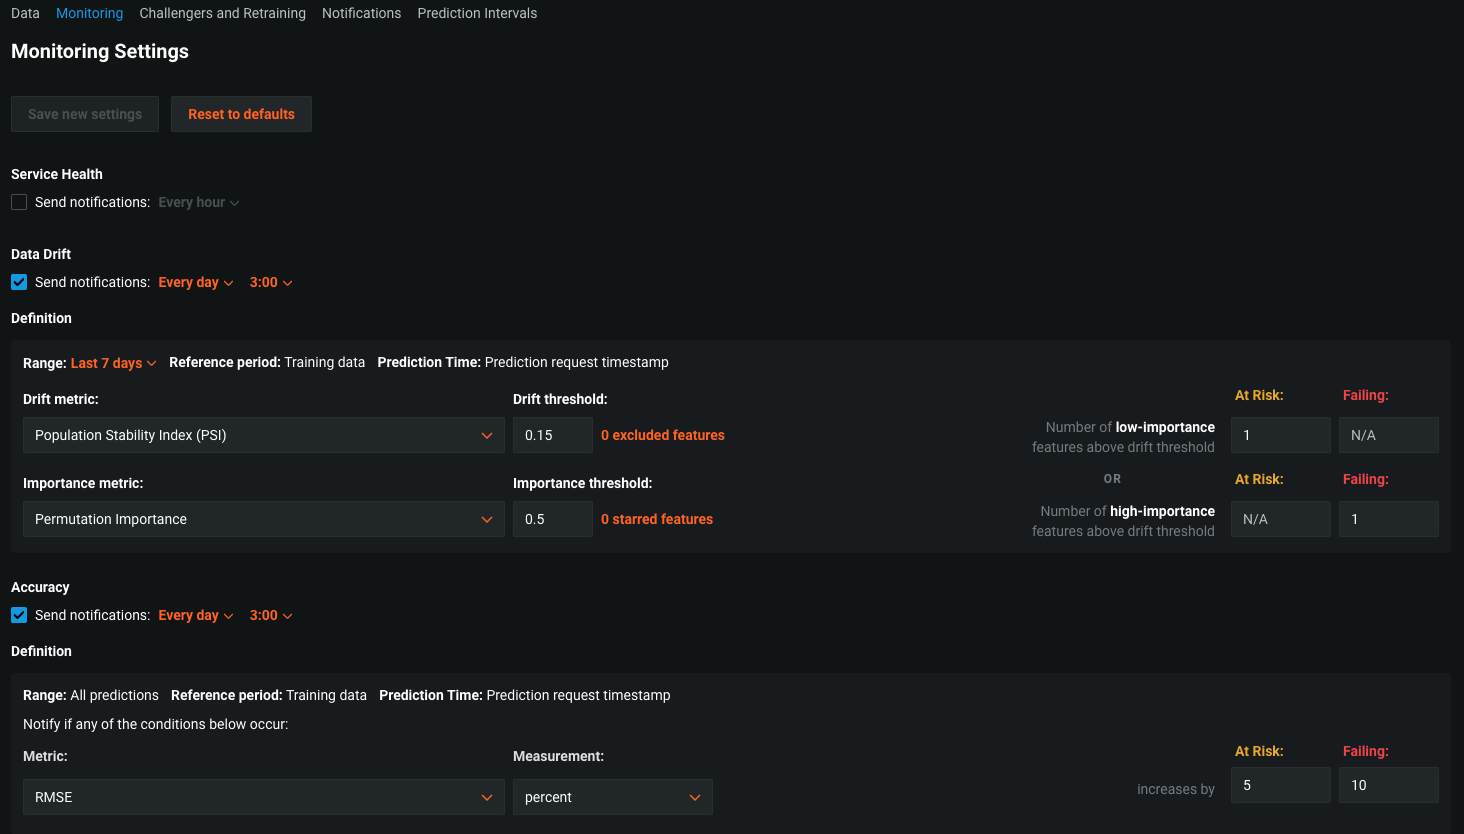 Data Monitoring Challengers and Retraining Notifications Prediction Intervals
Monitoring Settings
Save new settings Reset to defaults
Service Health
Send notifications: Every hour
Data Drift
Send notifications: Every day 3:00
Definition
Range: Last 7 days Reference period: Training data Prediction Time: Prediction request timestamp
Drift metric: Drift threshold: At Risk: Failing:
Population Stability Index (PSI) 0.15 0 excluded features Number of low-importance features above drift threshold 1 N/A
OR
Importance metric: Importance threshold: At Risk: Failing:
Permutation Importance 0.5 0 starred features Number of high-importance features above drift threshold N/A 1
Accuracy
Send notifications: Every day 3:00
Definition
Range: All predictions Reference period: Training data Prediction Time: Prediction request timestamp
Notify if any of the conditions below occur:
Metric: Measurement: At Risk: Failing:
RMSE percent increases by 5 10